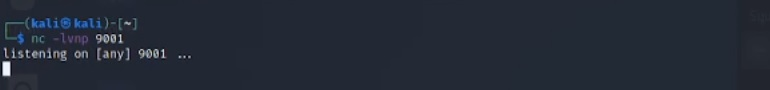 ┌──(kali㉿kali)-[~]
└─$ nc -lvnp 9001
listening on [any] 9001 ...